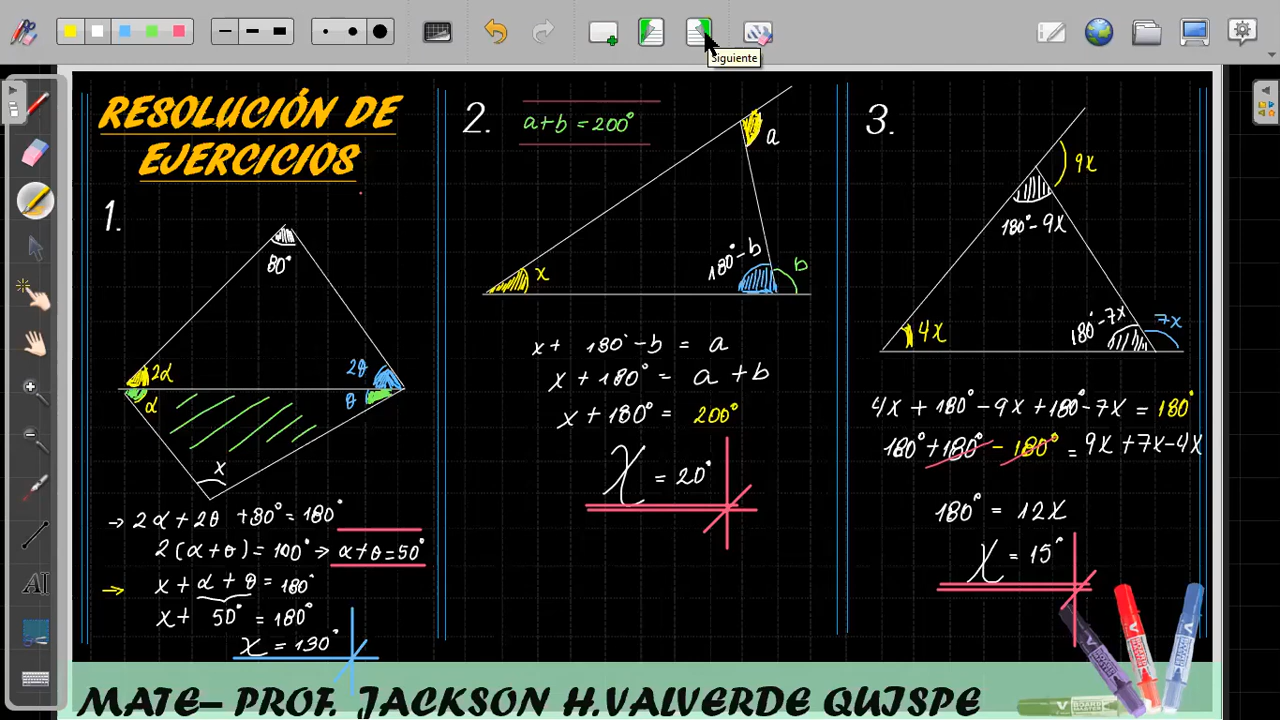 Siguiente
RESOLUCIÓN DE
EJERCICIOS
1.
80°
2α
2θ
α
θ
x
→ 2α + 2θ + 80° = 180°
2(α+θ) = 100° → α+θ = 50°
→ x + α + θ = 180°
x + 50° = 180°
x = 130°
2.
a+b = 200°
a
x
180°-b
b
x + 180° - b = a
x + 180° = a + b
x + 180° = 200°
x = 20°
3.
9x
180°-9x
4x
180°-7x
7x
4x + 180° - 9x + 180° - 7x = 180°
180° + 180° - 180° = 9x + 7x - 4x
180° = 12x
x = 15°
MATE– PROF. JACKSON H.VALVERDE QUISPE